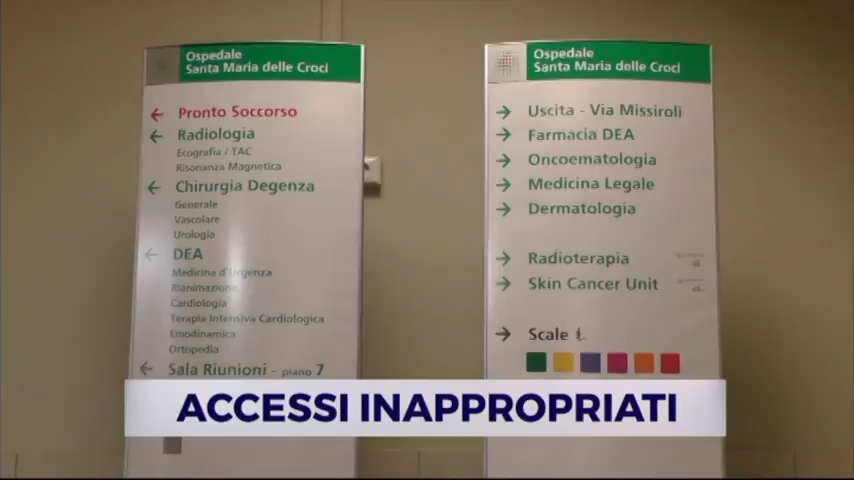 Ospedale
Santa Maria delle Croci
← Pronto Soccorso
← Radiologia
Ecografia / TAC
Risonanza Magnetica
← Chirurgia Degenza
Generale
Vascolare
Urologia
← DEA
Medicina d'Urgenza
Rianimazione
Cardiologia
Terapia Intensiva Cardiologica
Emodinamica
Ortopedia
← Sala Riunioni - piano 7
Ospedale
Santa Maria delle Croci
→ Uscita - Via Missiroli
→ Farmacia DEA
→ Oncoematologia
→ Medicina Legale
→ Dermatologia
→ Radioterapia
→ Skin Cancer Unit
→ Scale
ACCESSI INAPPROPRIATI